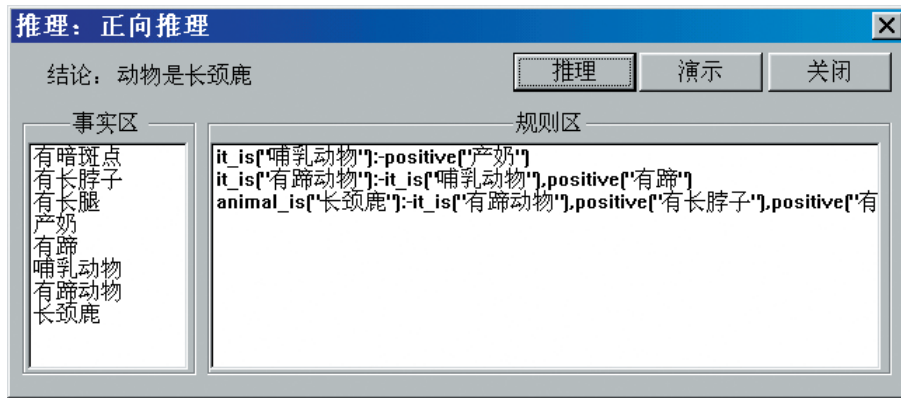 推理：正向推理
结论：动物是长颈鹿
推理
演示
关闭
事实区
有暗斑点
有长脖子
有长腿
产奶
有蹄
哺乳动物
有蹄动物
长颈鹿
规则区
it_is("哺乳动物"):-positive("产奶")
it_is("有蹄动物"):-it_is("哺乳动物"),positive("有蹄")
animal_is("长颈鹿"):-it_is("有蹄动物"),positive("有长脖子"),positive("有